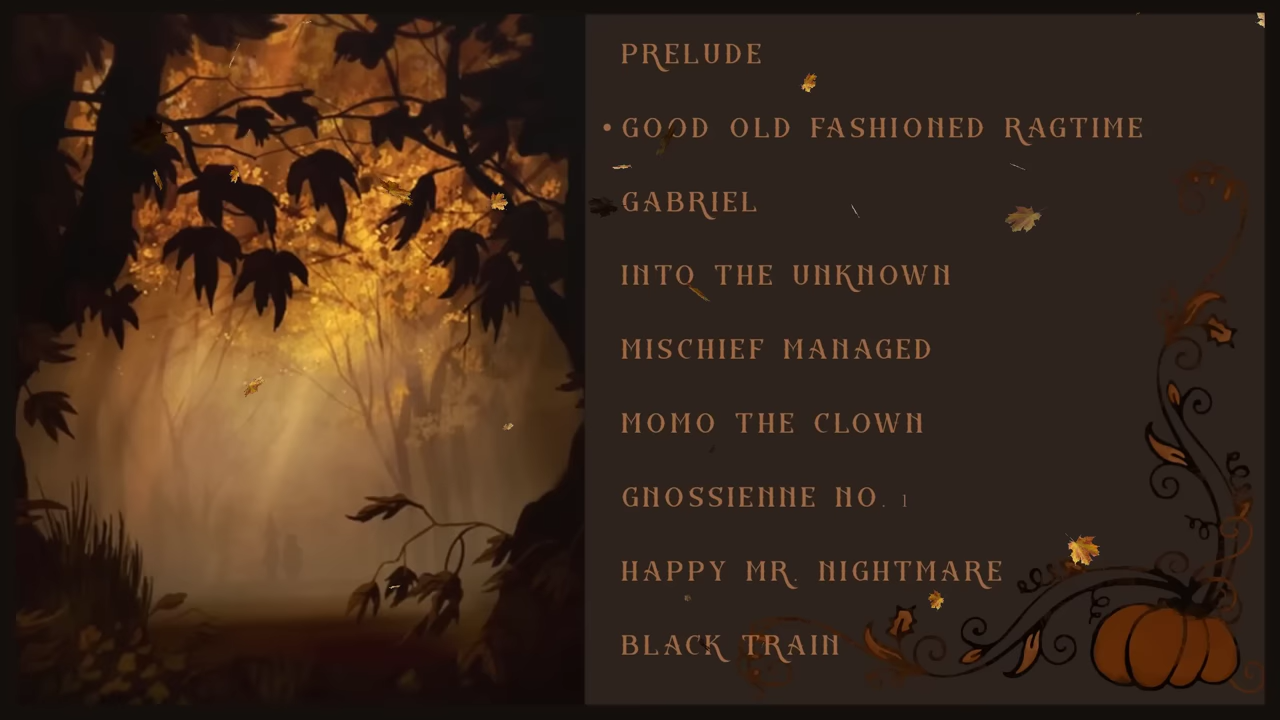 PRELUDE
• GOOD OLD FASHIONED RAGTIME
GABRIEL
INTO THE UNKNOWN
MISCHIEF MANAGED
MOMO THE CLOWN
GNOSSIENNE NO. 1
HAPPY MR. NIGHTMARE
BLACK TRAIN